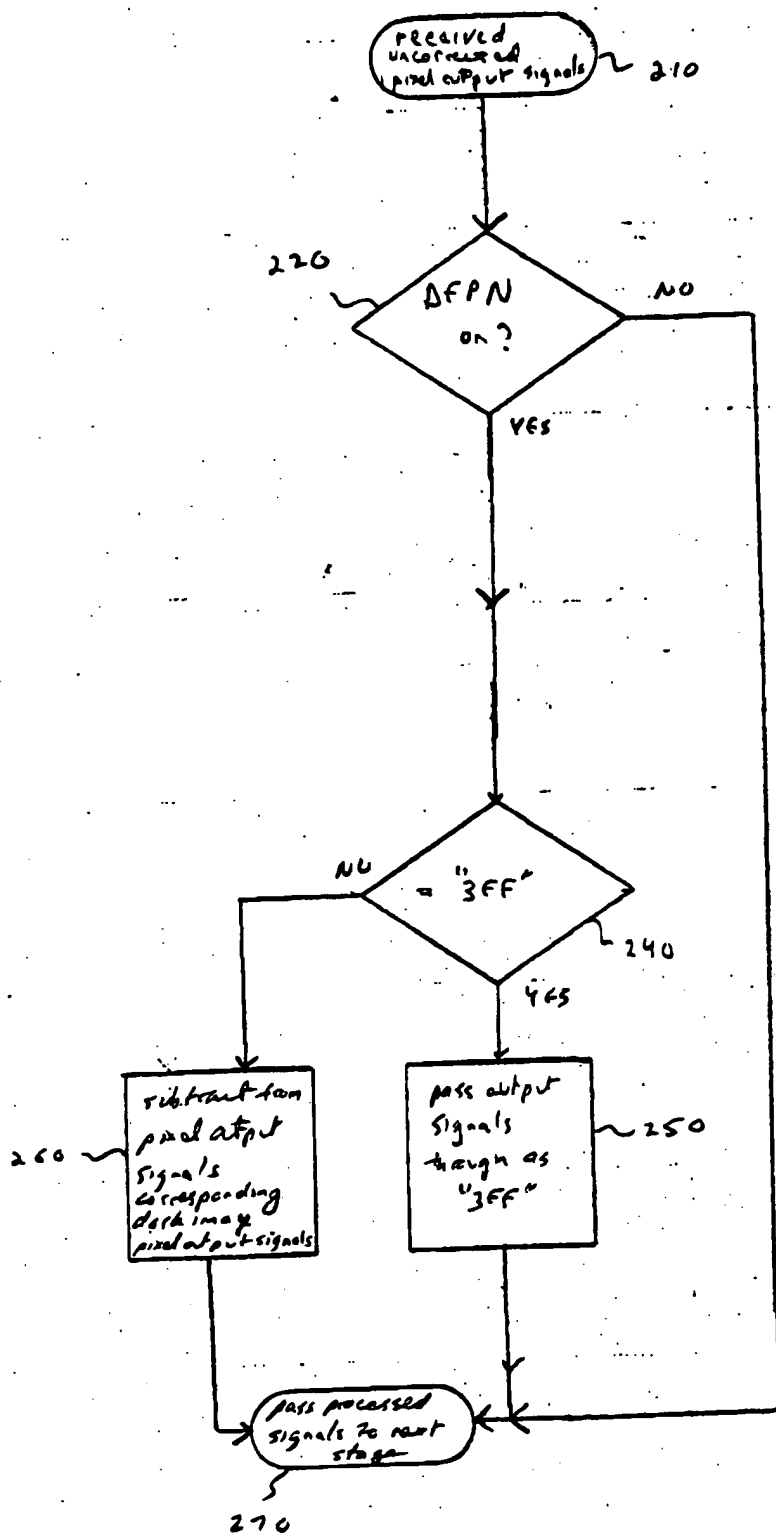 received
uncorrected
pixel output signals
210
220
DFPN
on?
NO
YES
NO
= "3FF"
240
YES
subtract from
pixel output
signals
corresponding
dark image
pixel output signals
260
pass output
signals
through as
"3FF"
250
pass processed
signals to next
stage
270